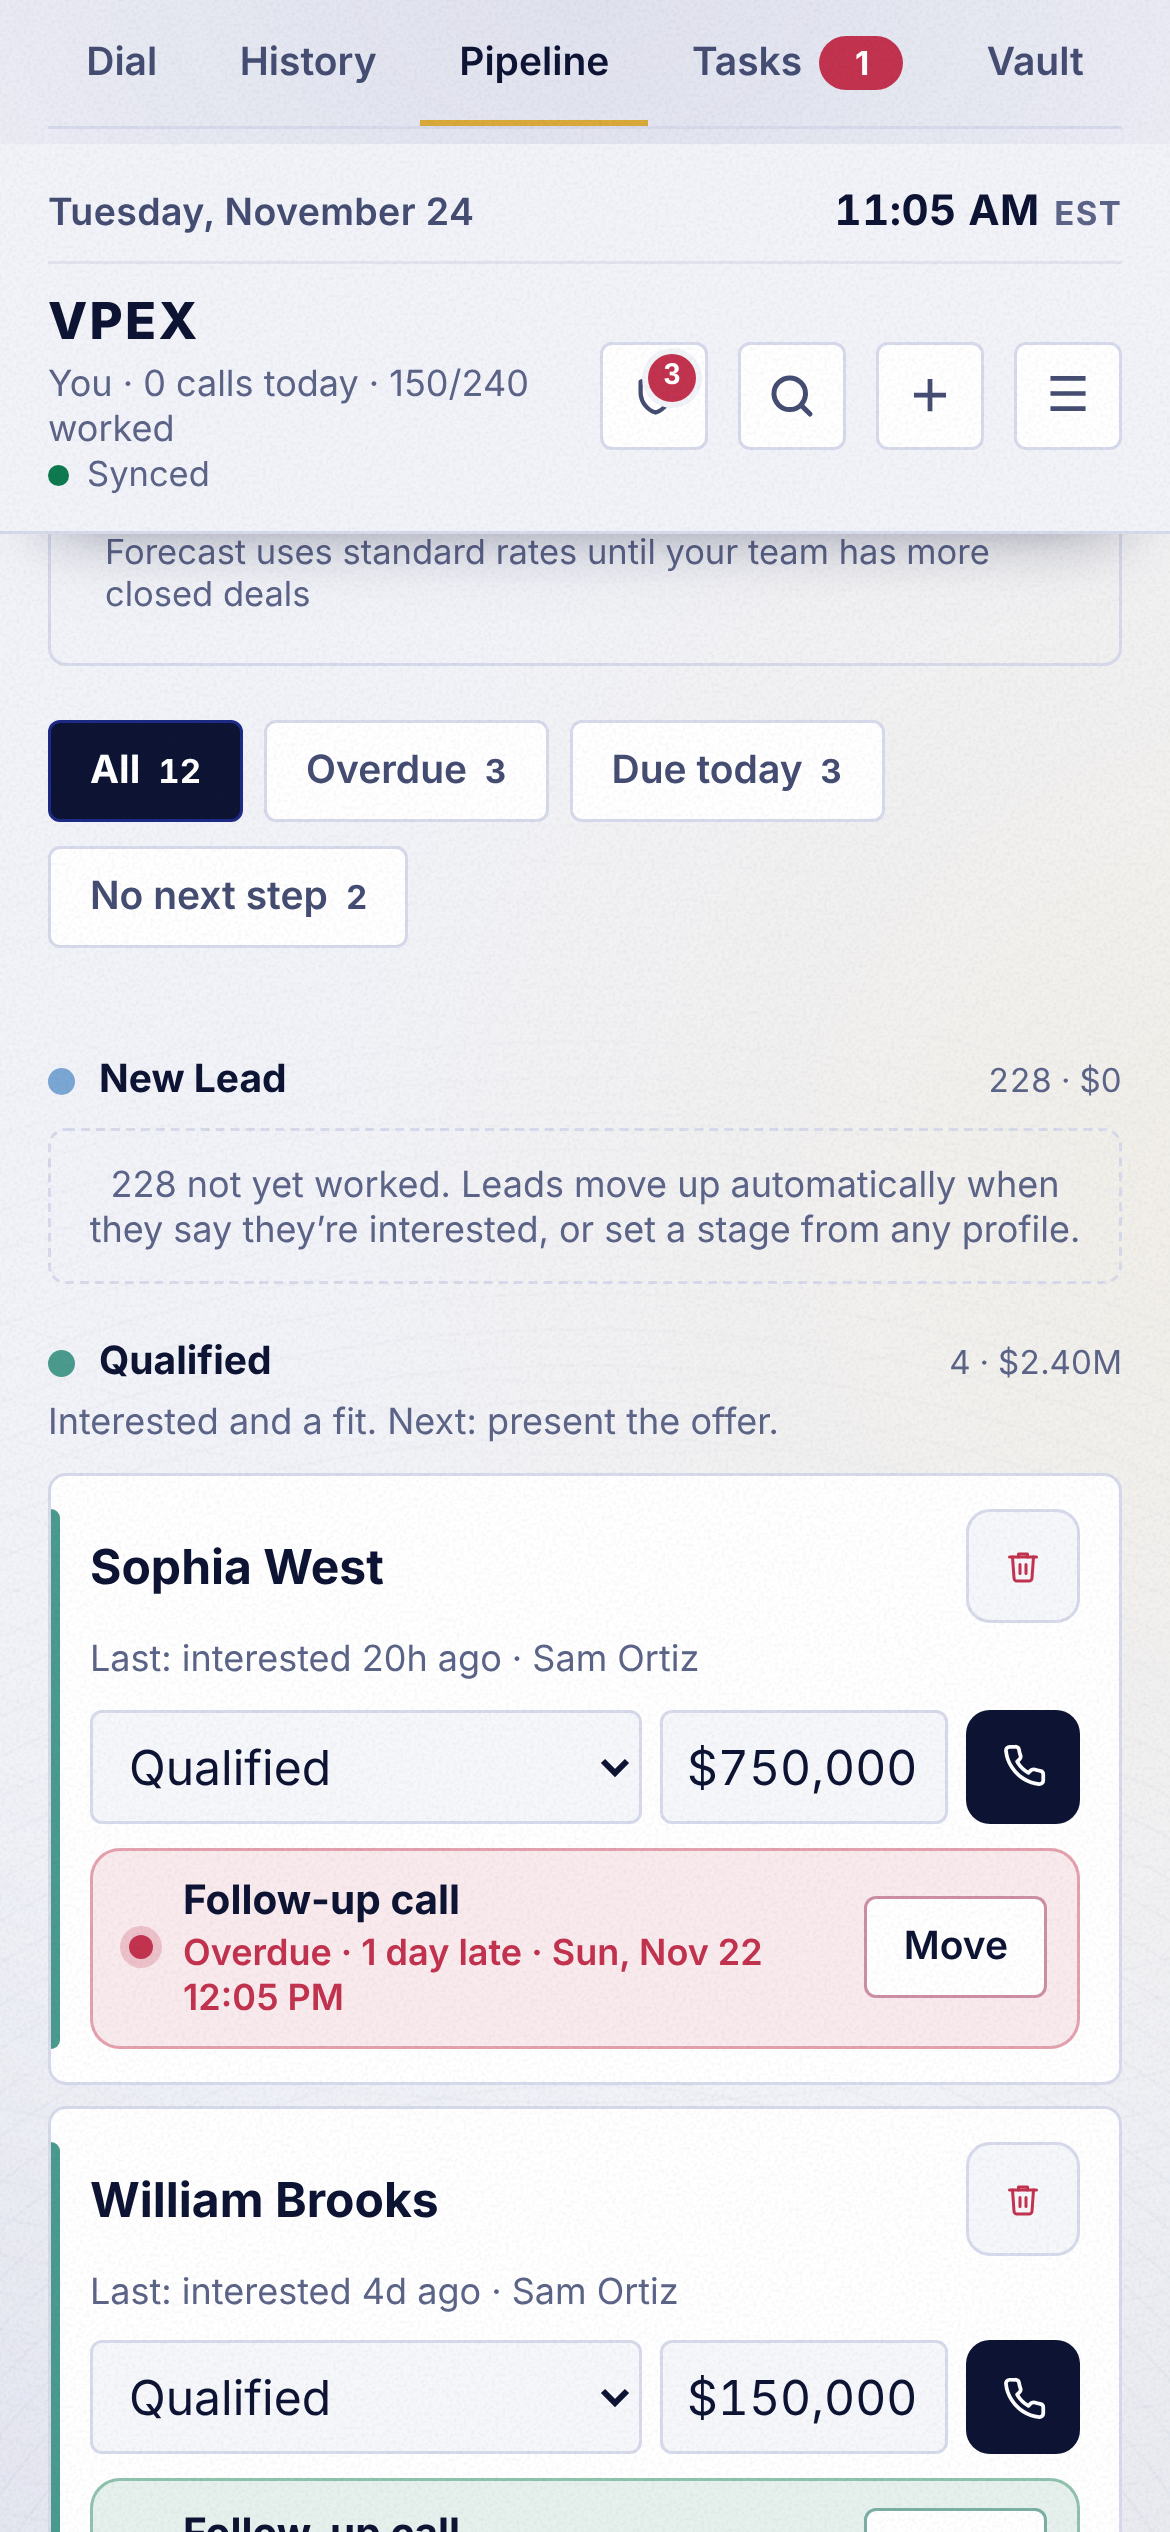 Dial History Pipeline Tasks 1 Vault
Tuesday, November 24 11:05 AM EST
VPEX
You · 0 calls today · 150/240
worked
Synced
3
Forecast uses standard rates until your team has more
closed deals
All 12 Overdue 3 Due today 3
No next step 2
New Lead 228 · $0
228 not yet worked. Leads move up automatically when
they say they’re interested, or set a stage from any profile.
Qualified 4 · $2.40M
Interested and a fit. Next: present the offer.
Sophia West
Last: interested 20h ago · Sam Ortiz
Qualified $750,000
Follow-up call
Overdue · 1 day late · Sun, Nov 22
12:05 PM
Move
William Brooks
Last: interested 4d ago · Sam Ortiz
Qualified $150,000
Follow-up call